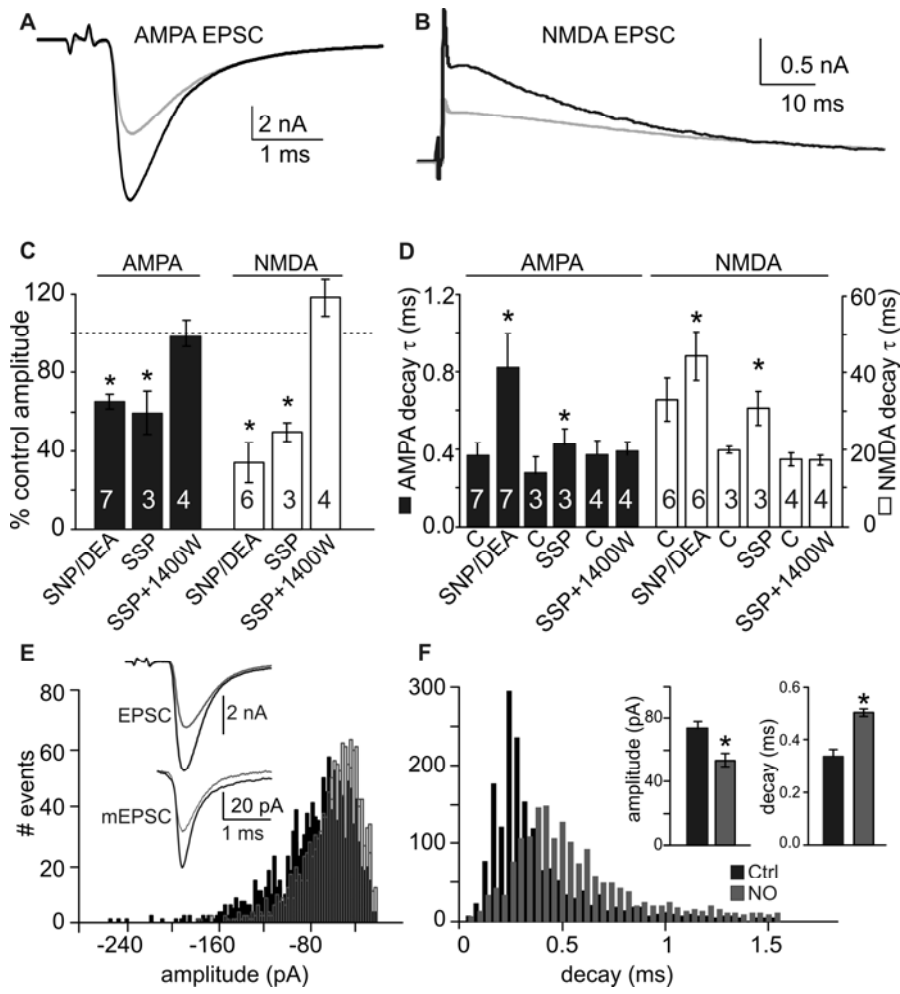 A
AMPA EPSC
2 nA
1 ms
B
NMDA EPSC
0.5 nA
10 ms
C
AMPA
NMDA
% control amplitude
120
80
40
0
*
*
*
*
7
3
4
6
3
4
SNP/DEA
SSP
SSP+1400W
SNP/DEA
SSP
SSP+1400W
D
AMPA
NMDA
AMPA decay τ (ms)
1.2
0.8
0.4
0.0
NMDA decay τ (ms)
60
40
20
0
*
*
*
*
7
7
3
3
4
4
6
6
3
3
4
4
C
SNP/DEA
C
SSP
C
SSP+1400W
C
SNP/DEA
C
SSP
C
SSP+1400W
E
# events
80
60
40
20
0
EPSC
2 nA
mEPSC
20 pA
1 ms
-240
-160
-80
amplitude (pA)
F
300
200
100
0
0
0.5
1
1.5
decay (ms)
amplitude (pA)
80
40
0
*
decay (ms)
0.6
0.4
0.2
0.0
*
Ctrl
NO